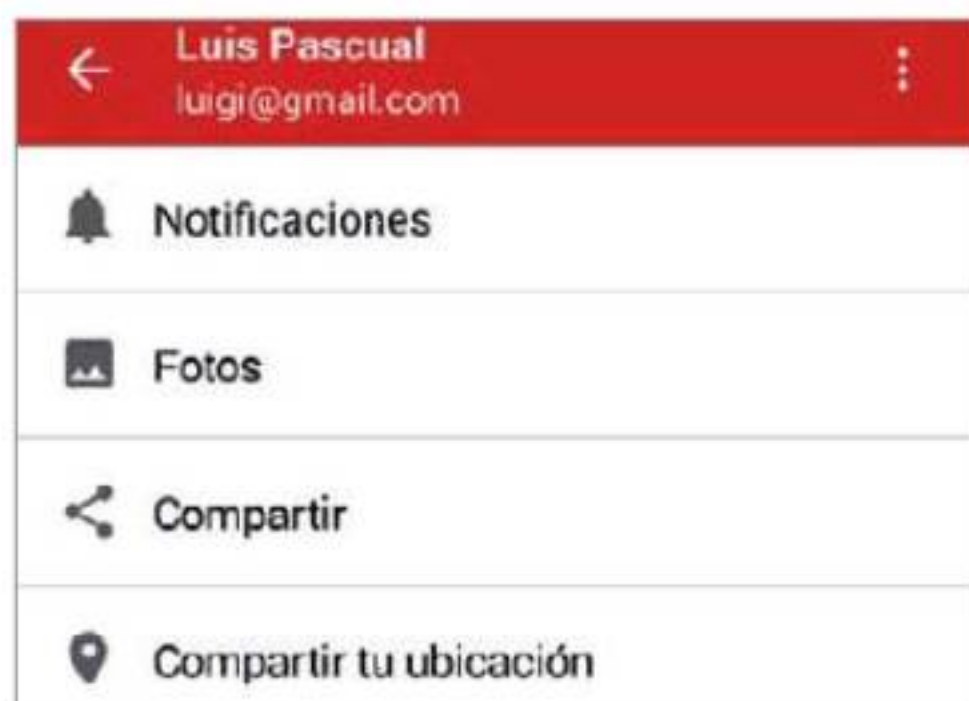 Luis Pascual
luigi@gmail.com
Notificaciones
Fotos
Compartir
Compartir tu ubicación